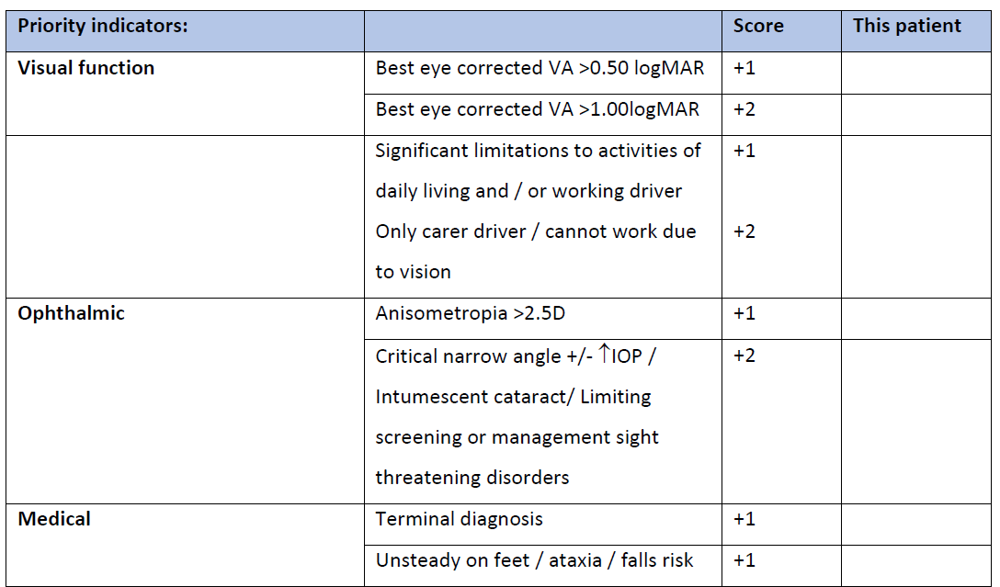 Priority indicators: Score This patient
Visual function Best eye corrected VA >0.50 logMAR +1
Best eye corrected VA >1.00logMAR +2
Significant limitations to activities of +1
daily living and / or working driver
Only carer driver / cannot work due +2
to vision
Ophthalmic Anisometropia >2.5D +1
Critical narrow angle +/- ↑IOP / +2
Intumescent cataract/ Limiting
screening or management sight
threatening disorders
Medical Terminal diagnosis +1
Unsteady on feet / ataxia / falls risk +1